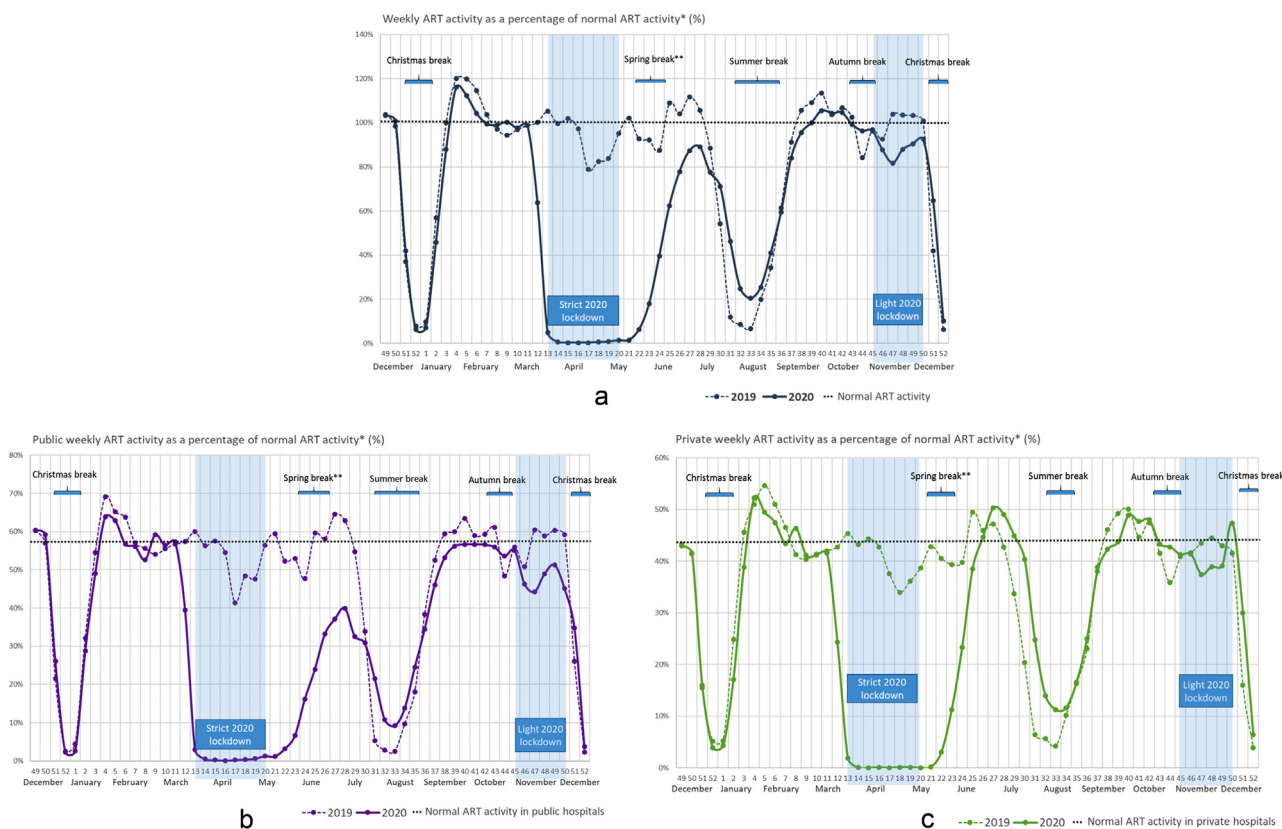 Weekly ART activity as a percentage of normal ART activity* (%)
140%
120%
100%
80%
60%
40%
20%
0%
Christmas break
Spring break**
Summer break
Autumn break
Christmas break
Strict 2020
lockdown
Light 2020
lockdown
49 50 51 52 1 2 3 4 5 6 7 8 9 10 11 12 13 14 15 16 17 18 19 20 21 22 23 24 25 26 27 28 29 30 31 32 33 34 35 36 37 38 39 40 41 42 43 44 45 46 47 48 49 50 51 52
December January February March April May June July August September October November December
a
2019 2020 Normal ART activity
Public weekly ART activity as a percentage of normal ART activity* (%)
80%
70%
60%
50%
40%
30%
20%
10%
0%
Christmas break
Spring break**
Summer break
Autumn break
Christmas break
Strict 2020
lockdown
Light 2020
lockdown
49 50 51 52 1 2 3 4 5 6 7 8 9 10 11 12 13 14 15 16 17 18 19 20 21 22 23 24 25 26 27 28 29 30 31 32 33 34 35 36 37 38 39 40 41 42 43 44 45 46 47 48 49 50 51 52
December January February March April May June July August September October November December
b
2019 2020 Normal ART activity in public hospitals
Private weekly ART activity as a percentage of normal ART activity* (%)
60%
50%
40%
30%
20%
10%
0%
Christmas break
Spring break**
Summer break
Autumn break
Christmas break
Strict 2020
lockdown
Light 2020
lockdown
49 50 51 52 1 2 3 4 5 6 7 8 9 10 11 12 13 14 15 16 17 18 19 20 21 22 23 24 25 26 27 28 29 30 31 32 33 34 35 36 37 38 39 40 41 42 43 44 45 46 47 48 49 50 51 52
December January February March April May June July August September October November December
c
2019 2020 Normal ART activity in private hospitals